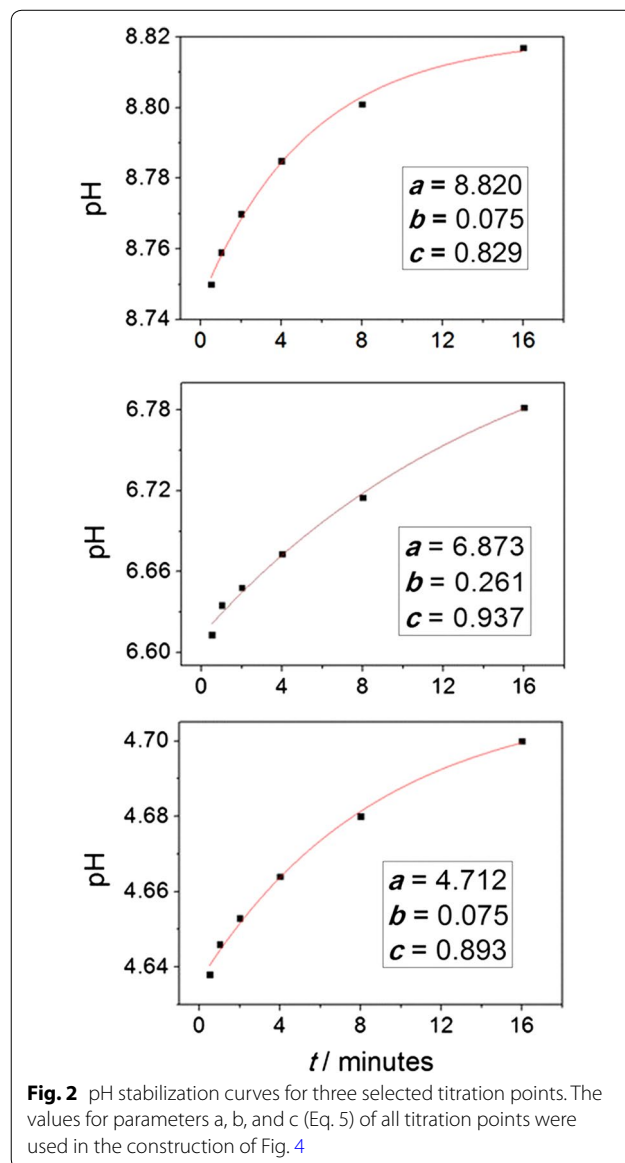 8.82
8.80
8.78
8.76
8.74
pH
a = 8.820
b = 0.075
c = 0.829
0 4 8 12 16
6.78
6.72
6.66
6.60
pH
a = 6.873
b = 0.261
c = 0.937
0 4 8 12 16
4.70
4.68
4.66
4.64
pH
a = 4.712
b = 0.075
c = 0.893
0 4 8 12 16
t / minutes
Fig. 2 pH stabilization curves for three selected titration points. The
values for parameters a, b, and c (Eq. 5) of all titration points were
used in the construction of Fig. 4